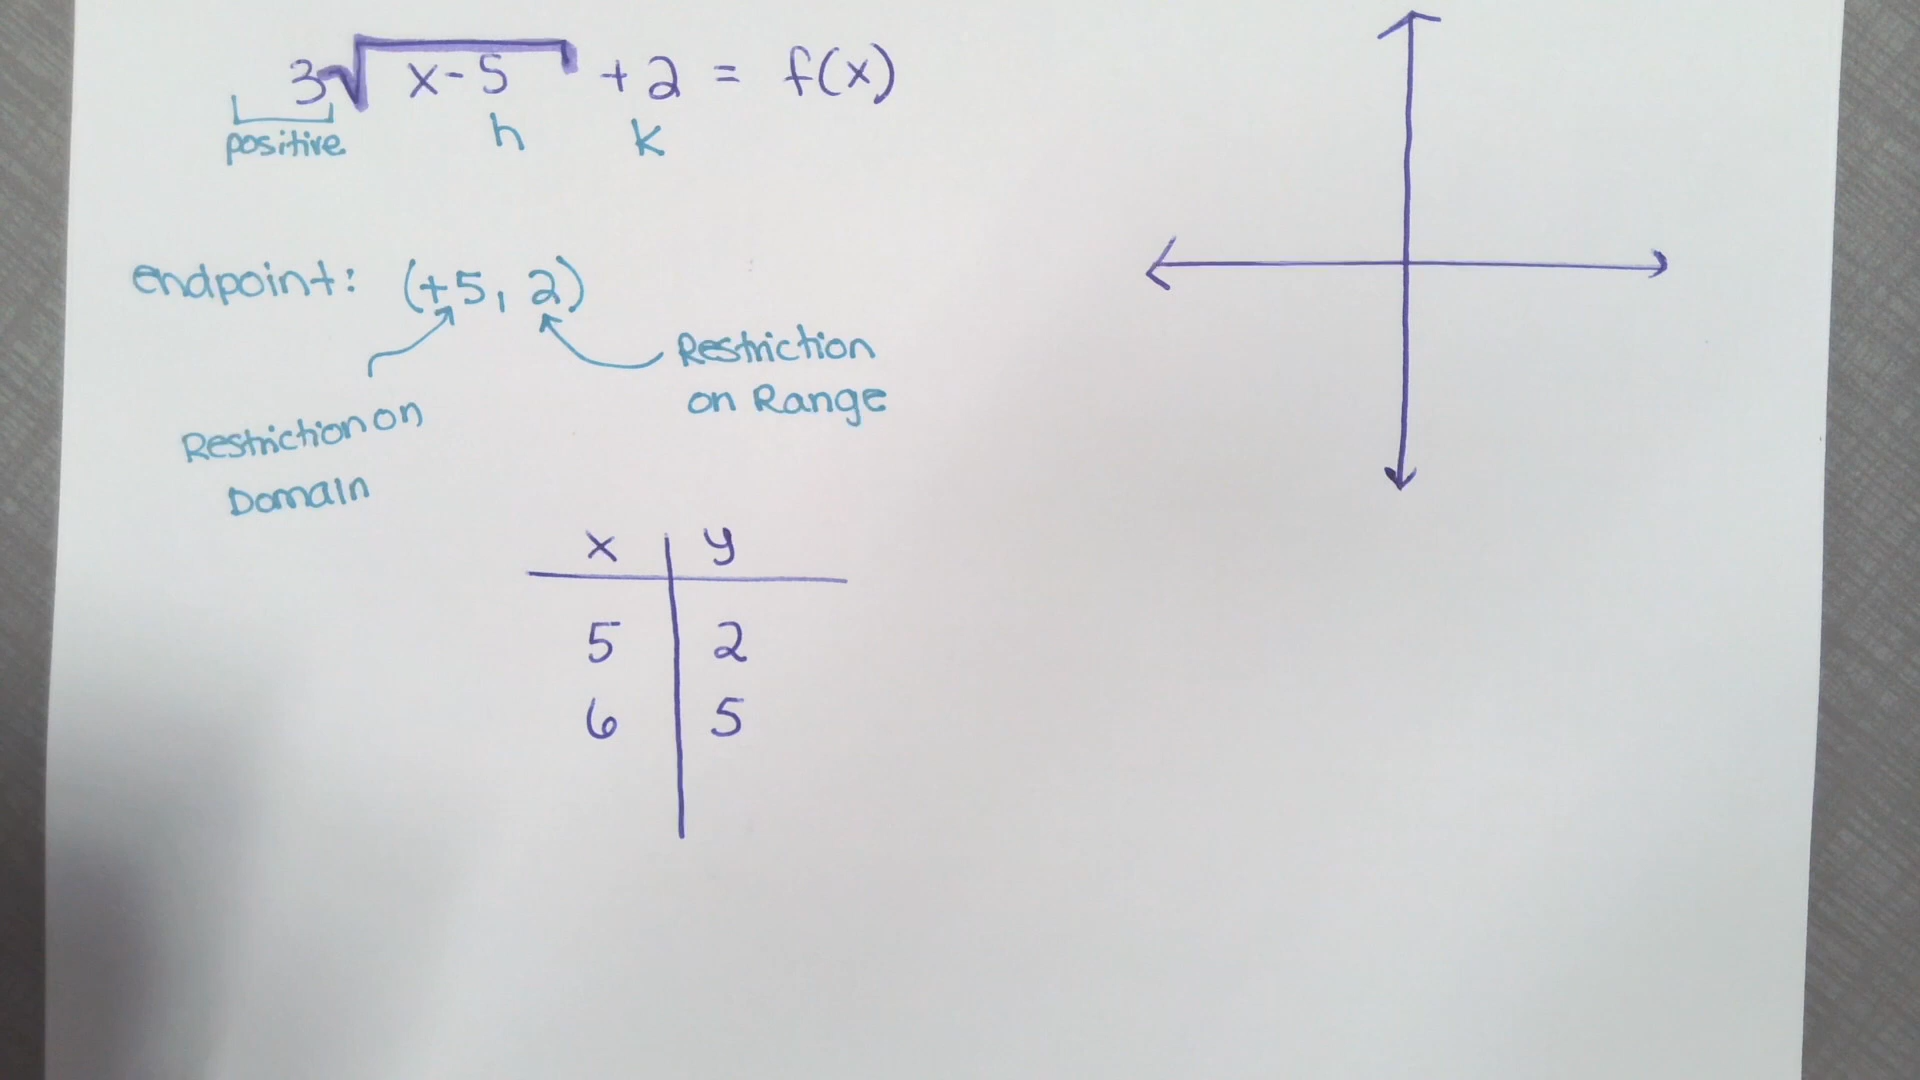 3√x-5 +2 = f(x)
positive h k
endpoint: (+5, 2)
Restriction on Range
Restriction on Domain
x y
5 2
6 5